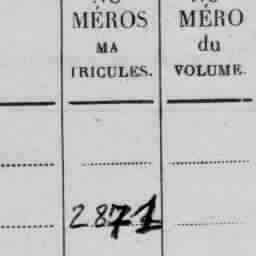 MÉROS
MA
TRICULES.
MÉRO
du
VOLUME.
2871